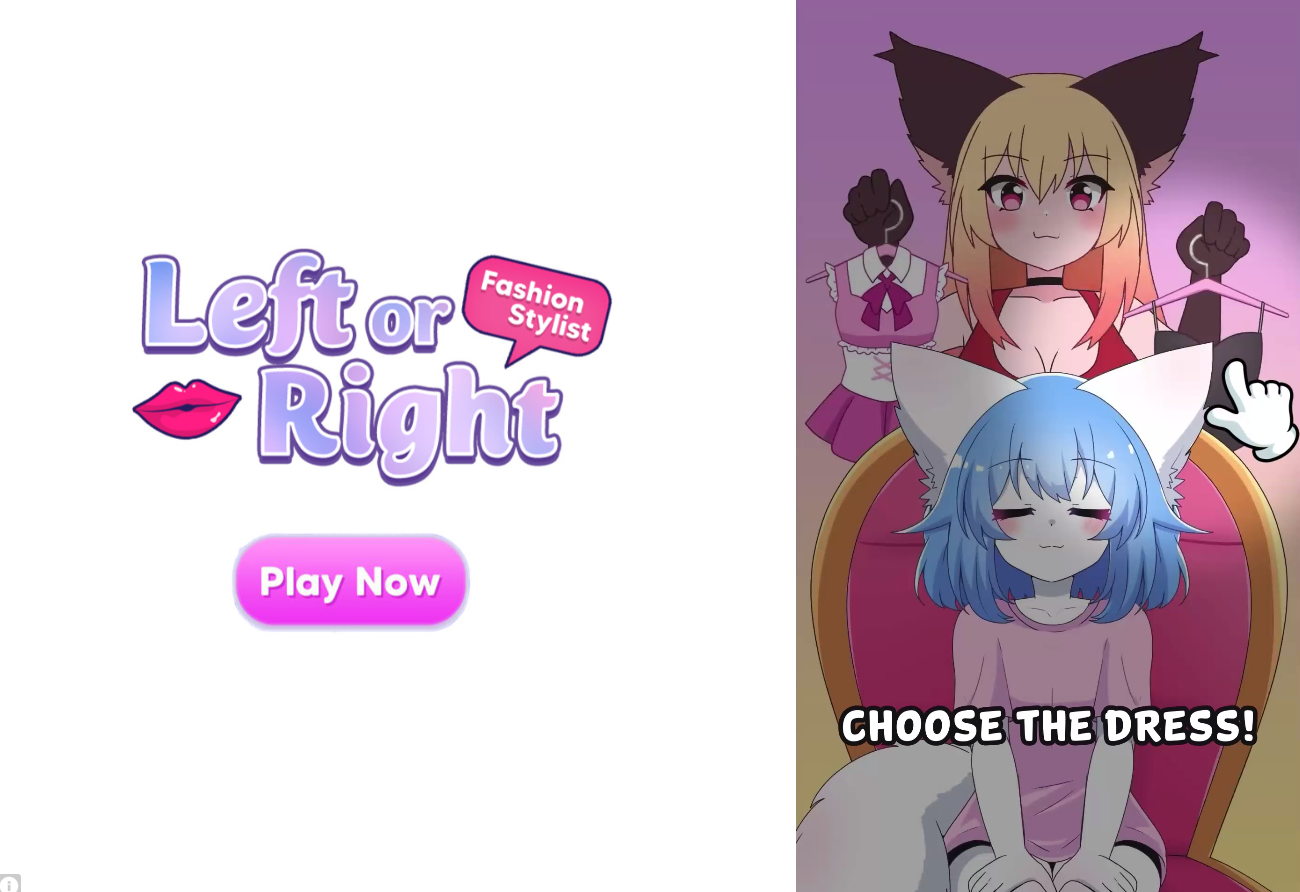 Left or
Fashion
Stylist
Right
Play Now
CHOOSE THE DRESS!